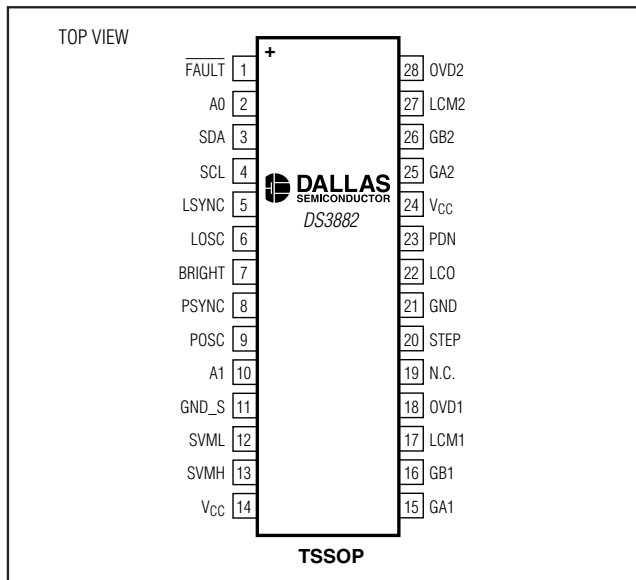 TOP VIEW
+
FAULT 1
A0 2
SDA 3
SCL 4
LSYNC 5
LOSC 6
BRIGHT 7
PSYNC 8
POSC 9
A1 10
GND_S 11
SVML 12
SVMH 13
VCC 14
DALLAS
SEMICONDUCTOR
DS3882
28 OVD2
27 LCM2
26 GB2
25 GA2
24 VCC
23 PDN
22 LCO
21 GND
20 STEP
19 N.C.
18 OVD1
17 LCM1
16 GB1
15 GA1
TSSOP